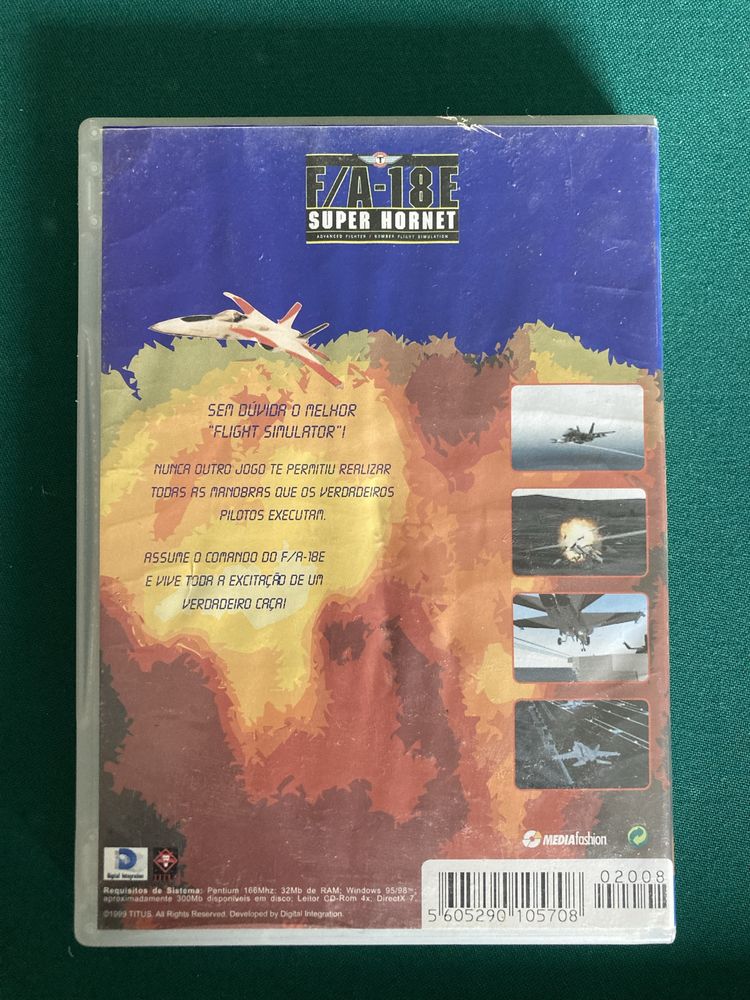 F/A-18E
SUPER HORNET
ADVANCED FIGHTER / BOMBER FLIGHT SIMULATION
SEM DÚVIDA O MELHOR
"FLIGHT SIMULATOR"!
NUNCA OUTRO JOGO TE PERMITIU REALIZAR
TODAS AS MANOBRAS QUE OS VERDADEIROS
PILOTOS EXECUTAM.
ASSUME O COMANDO DO F/A-18E
E VIVE TODA A EXCITAÇÃO DE UM
VERDADEIRO CAÇA!
MEDIAfashion
Digital Integration
TITUS
Requisitos de Sistema: Pentium 166Mhz; 32Mb de RAM; Windows 95/98™;
aproximadamente 300Mb disponíveis em disco; Leitor CD-Rom 4x; DirectX 7.
©1999 TITUS. All Rights Reserved. Developed by Digital Integration.
02008
5 605290 105708